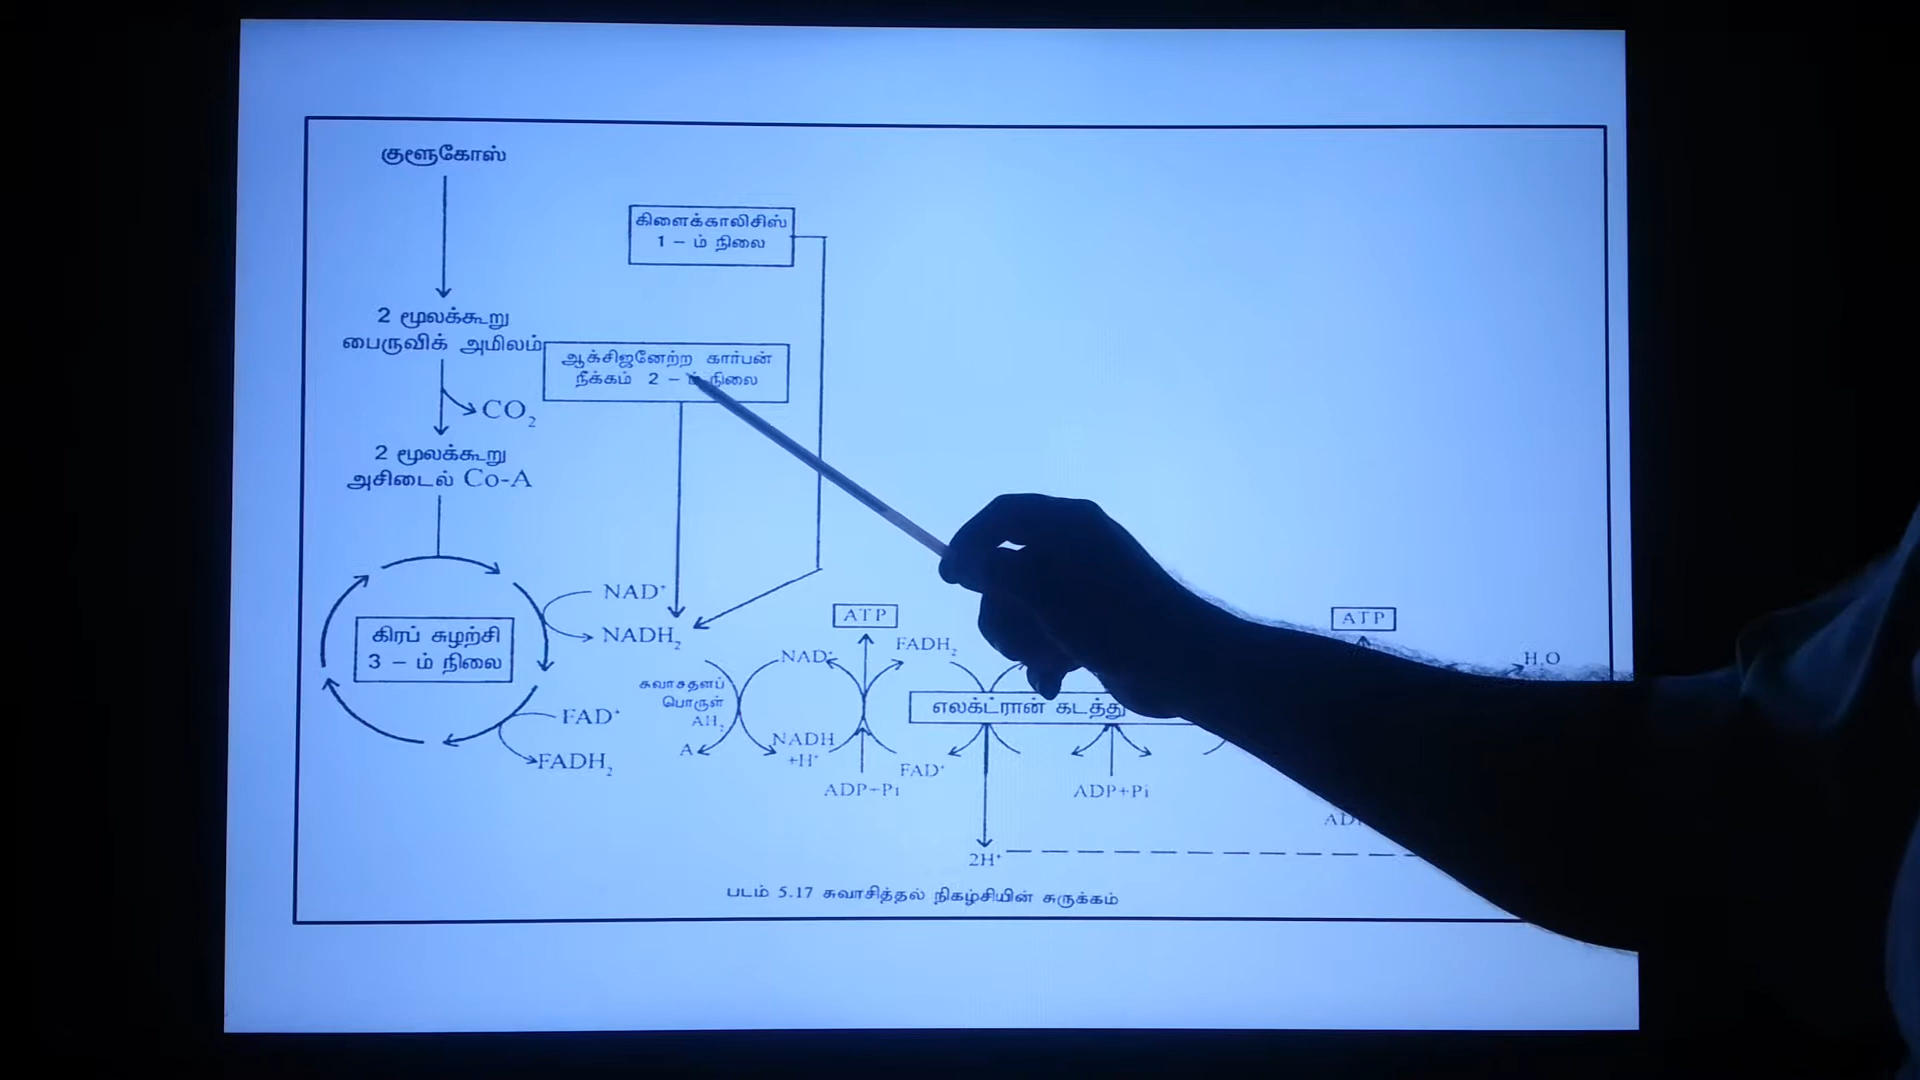 குளூகோஸ்
கிளைக்காலிசிஸ்
1 – ம் நிலை
2 மூலக்கூறு
பைருவிக் அமிலம்
ஆக்சிஜனேற்ற கார்பன்
நீக்கம் 2 – ம் நிலை
CO₂
2 மூலக்கூறு
அசிடைல் Co-A
NAD⁺
NADH₂
கிரப் சுழற்சி
3 – ம் நிலை
FAD⁺
FADH₂
ATP
ATP
NAD⁺
FADH₂
H₂O
சுவாசதளப்
பொருள்
AH₂
A
NADH
+H⁺
எலக்ட்ரான் கடத்து
FAD⁺
ADP+Pi
ADP+Pi
2H⁺
படம் 5.17 சுவாசித்தல் நிகழ்சியின் சுருக்கம்